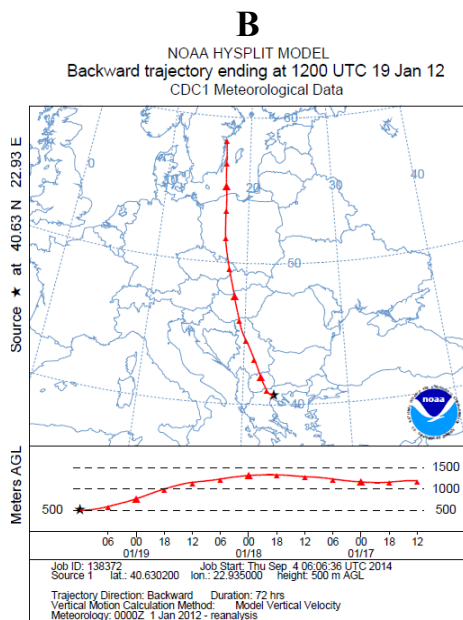 B
NOAA HYSPLIT MODEL
Backward trajectory ending at 1200 UTC 19 Jan 12
CDC1 Meteorological Data
Source ★ at 40.63 N 22.93 E
60
0
40
30
20
50
40
noaa
Meters AGL
1500
1000
500
500
06 00 18 12 06 00 18 12 06 00 18 12
01/19 01/18 01/17
Job ID: 138372 Job Start: Thu Sep 4 06:06:36 UTC 2014
Source 1 lat.: 40.630200 lon.: 22.935000 height: 500 m AGL
Trajectory Direction: Backward Duration: 72 hrs
Vertical Motion Calculation Method: Model Vertical Velocity
Meteorology: 0000Z 1 Jan 2012 - reanalysis